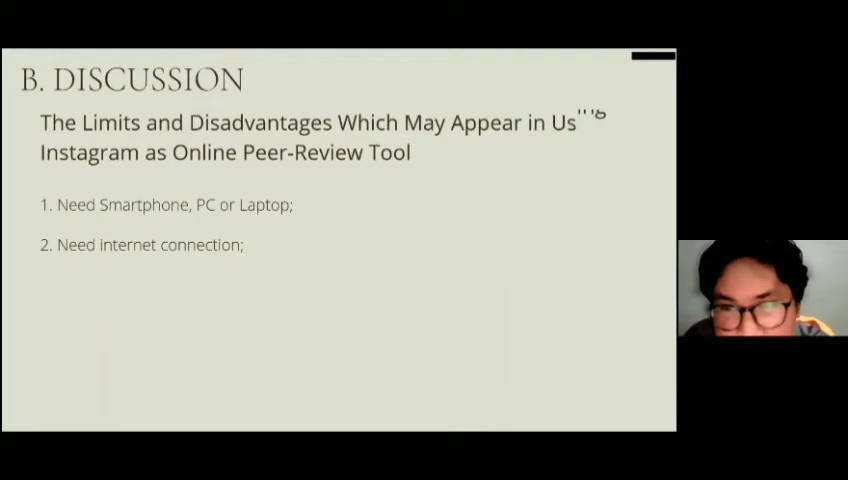 B. DISCUSSION
The Limits and Disadvantages Which May Appear in Using
Instagram as Online Peer-Review Tool
1. Need Smartphone, PC or Laptop;
2. Need internet connection;